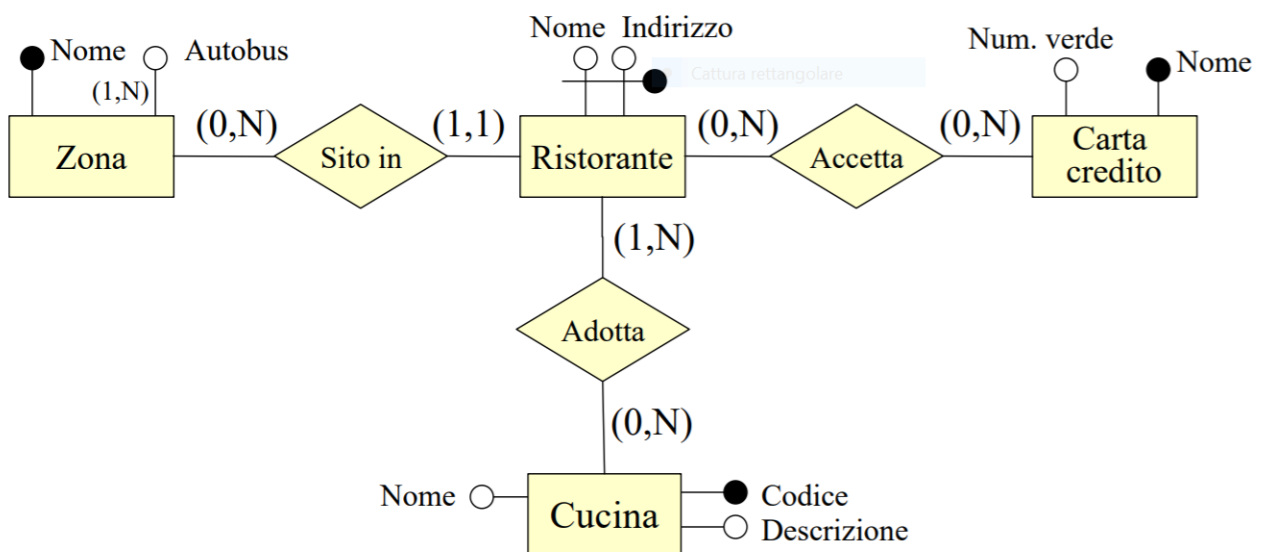 Nome
Autobus
(1,N)
Nome Indirizzo
Cattura rettangolare
Num. verde
Nome
Zona
(0,N)
Sito in
(1,1)
Ristorante
(0,N)
Accetta
(0,N)
Carta
credito
(1,N)
Adotta
(0,N)
Nome
Cucina
Codice
Descrizione